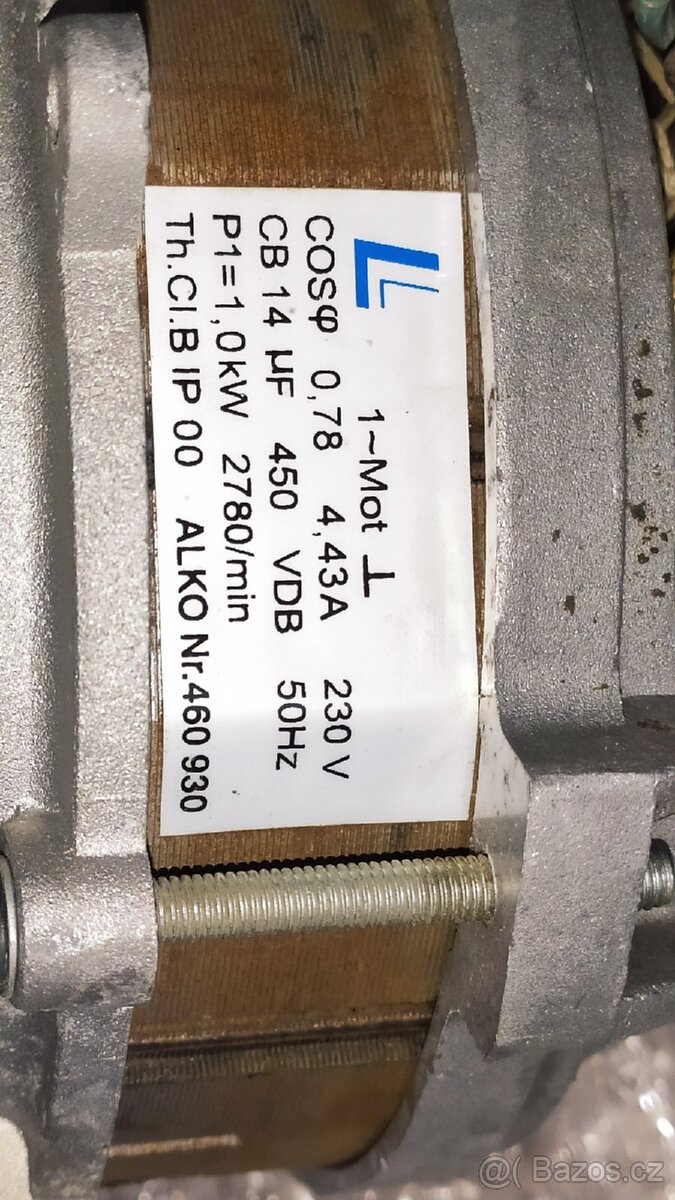 1~Mot ⊥
COSφ 0,78 4,43A 230 V
CB 14 µF 450 VDB 50Hz
P1=1,0kW 2780/min
Th.Cl.B IP 00 ALKO Nr.460 930
@( Bazos.cz